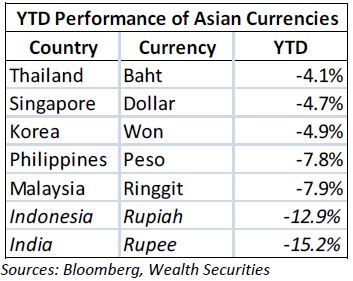 YTD Performance of Asian Currencies
Country Currency YTD
Thailand Baht -4.1%
Singapore Dollar -4.7%
Korea Won -4.9%
Philippines Peso -7.8%
Malaysia Ringgit -7.9%
Indonesia Rupiah -12.9%
India Rupee -15.2%
Sources: Bloomberg, Wealth Securities